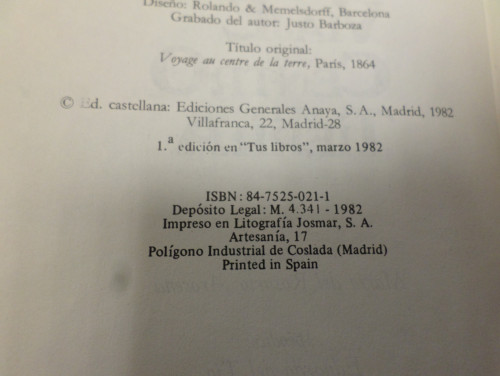 Diseño: Rolando & Memelsdorff, Barcelona
Grabado del autor: Justo Barboza
Título original:
Voyage au centre de la terre, París, 1864
© Ed. castellana: Ediciones Generales Anaya, S. A., Madrid, 1982
Villafranca, 22, Madrid-28
1.ª edición en "Tus libros", marzo 1982
ISBN: 84-7525-021-1
Depósito Legal: M. 4.341 - 1982
Impreso en Litografía Josmar, S. A.
Artesanía, 17
Polígono Industrial de Coslada (Madrid)
Printed in Spain